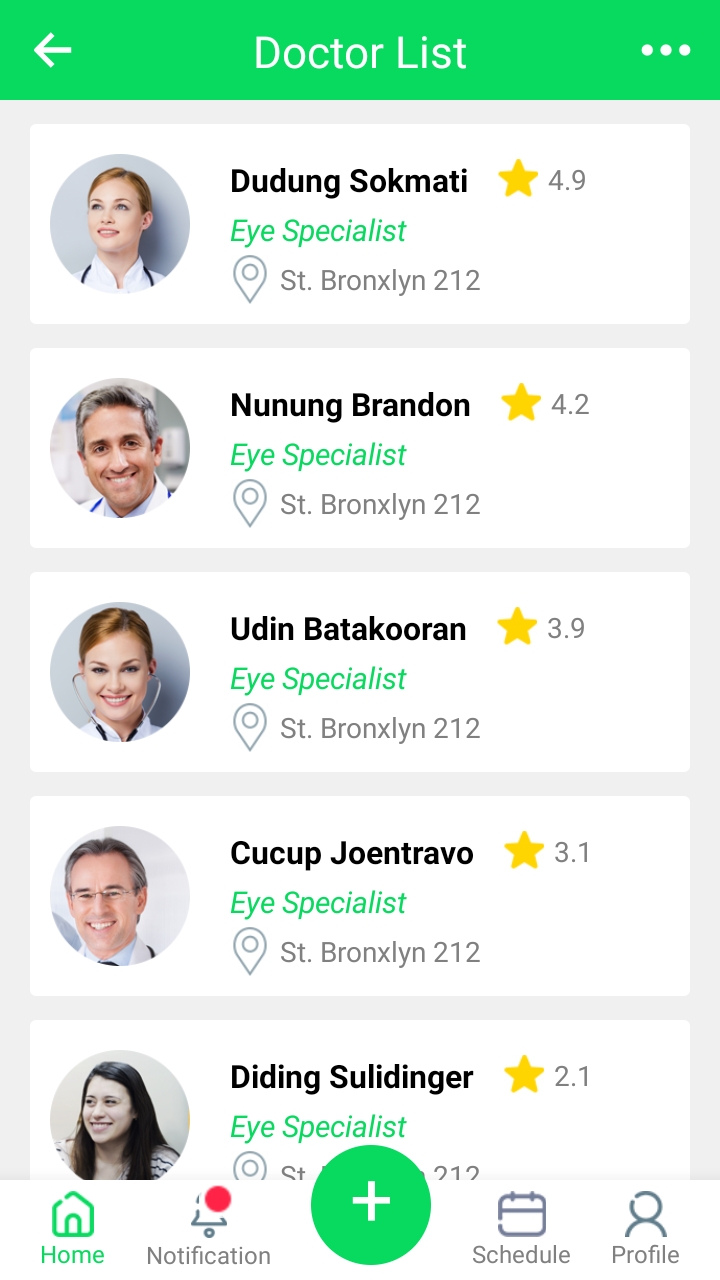 Doctor List
Dudung Sokmati 4.9
Eye Specialist
St. Bronxlyn 212
Nunung Brandon 4.2
Eye Specialist
St. Bronxlyn 212
Udin Batakooran 3.9
Eye Specialist
St. Bronxlyn 212
Cucup Joentravo 3.1
Eye Specialist
St. Bronxlyn 212
Diding Sulidinger 2.1
Eye Specialist
St. 212
Home Notification + Schedule Profile